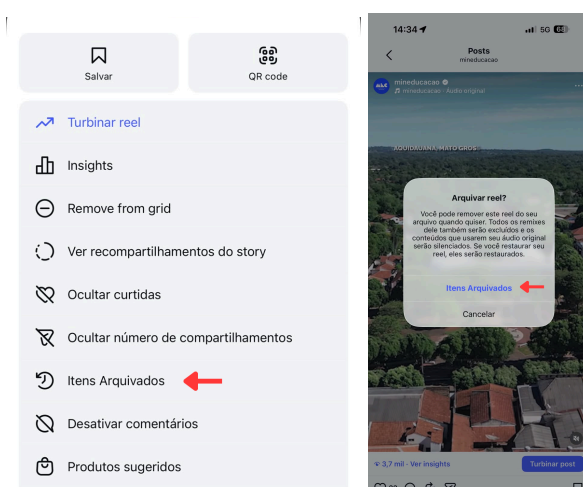 Salvar
QR code
Turbinar reel
Insights
Remove from grid
Ver recompartilhamentos do story
Ocultar curtidas
Ocultar número de compartilhamentos
Itens Arquivados
Desativar comentários
Produtos sugeridos
14:34
5G
Posts
mineducacao
mineducacao
mineducacao · Áudio original
AQUIDAUANA, MATO GROS
Arquivar reel?
Você pode remover este reel do seu
arquivo quando quiser. Todos os remixes
dele também serão excluídos e os
conteúdos que usarem seu áudio original
serão silenciados. Se você restaurar seu
reel, eles serão restaurados.
Itens Arquivados
Cancelar
3,7 mil · Ver Insights
Turbinar post